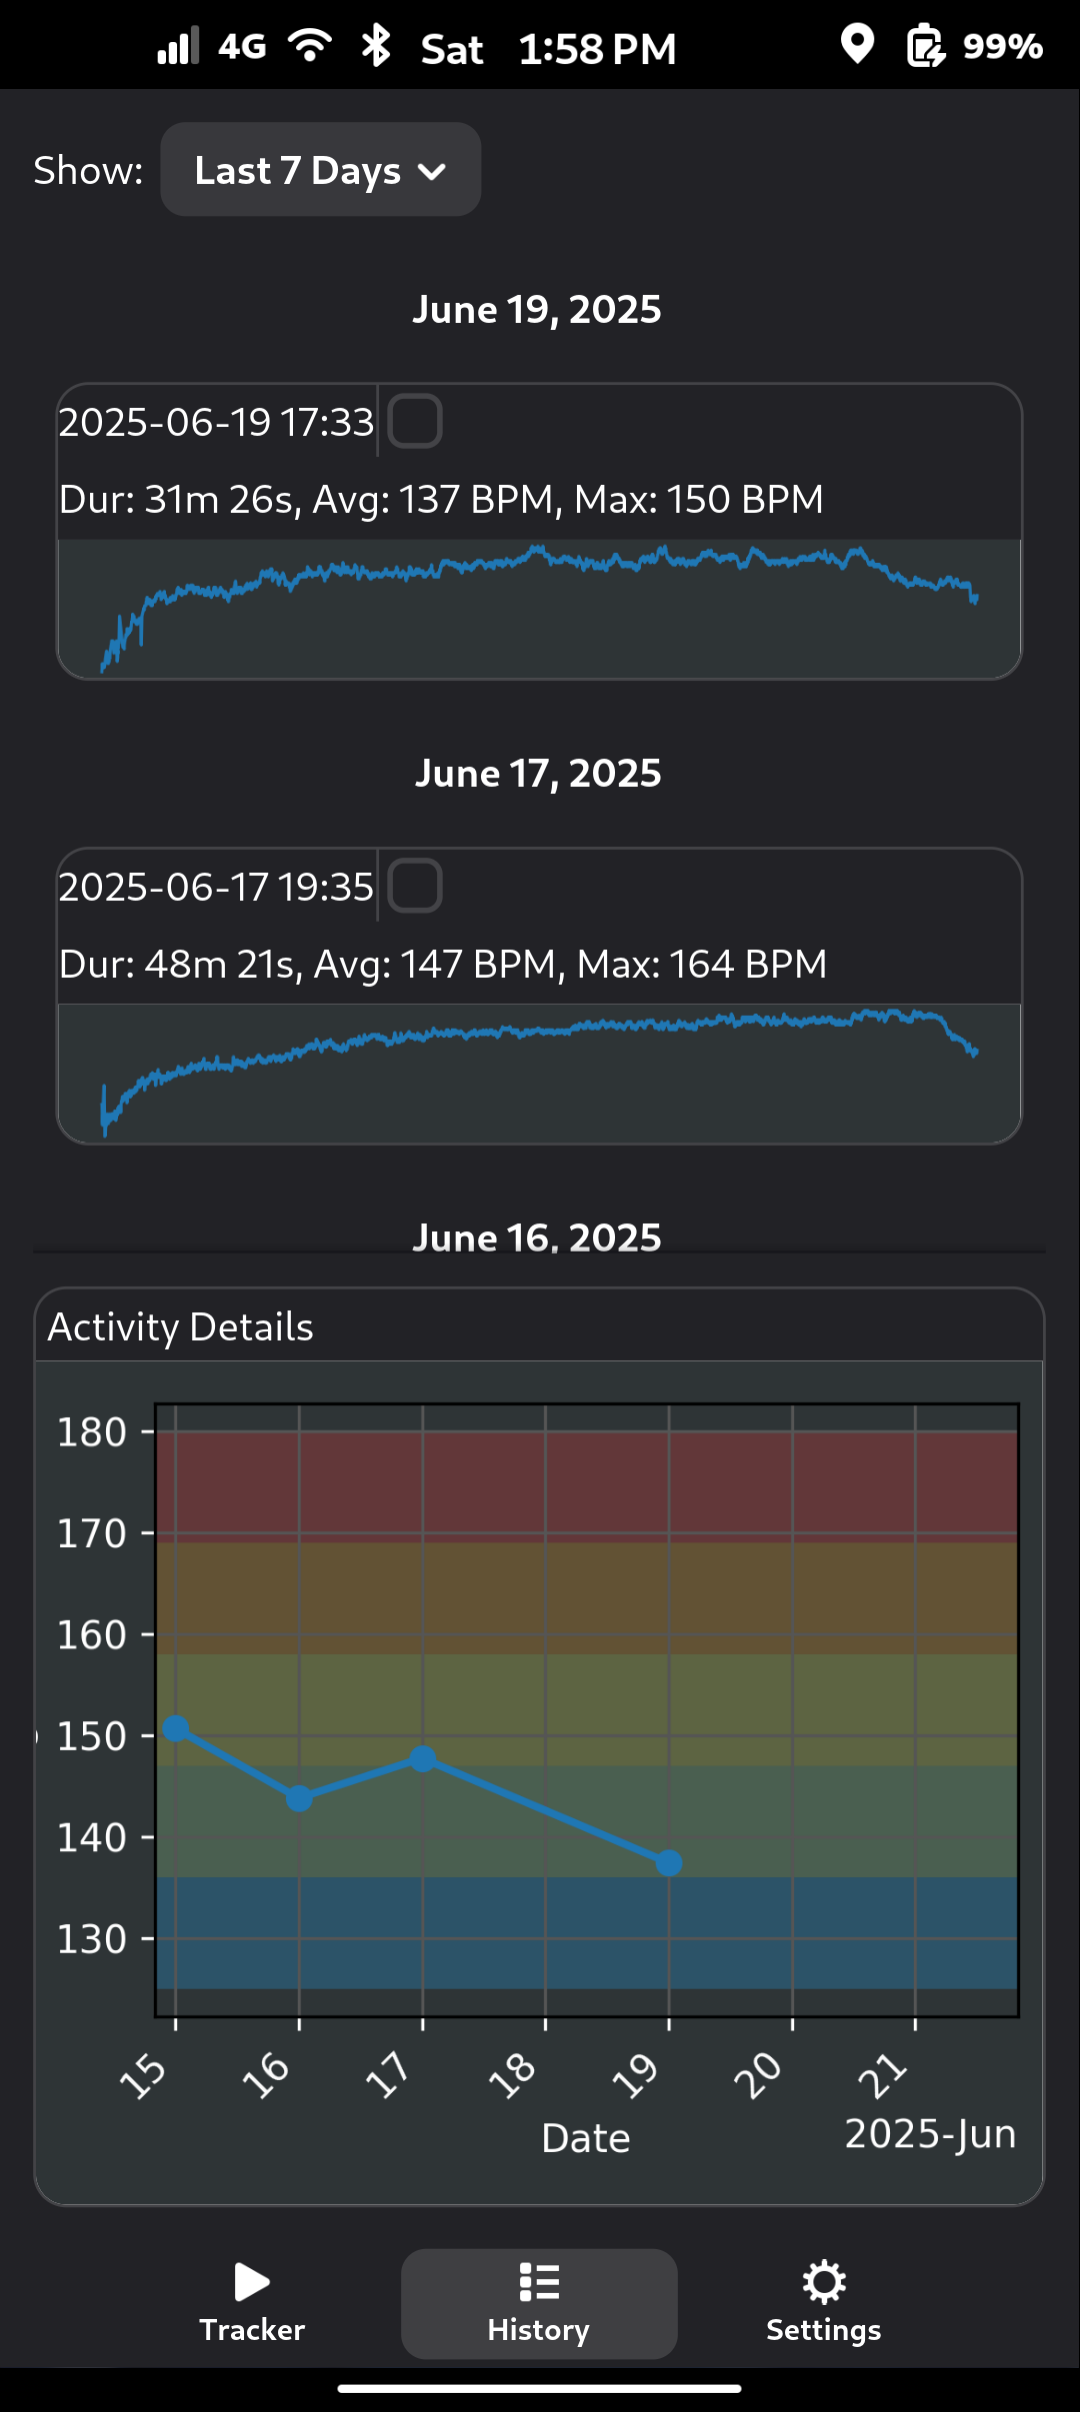 4G Sat 1:58 PM 99%
Show: Last 7 Days
June 19, 2025
2025-06-19 17:33
Dur: 31m 26s, Avg: 137 BPM, Max: 150 BPM
June 17, 2025
2025-06-17 19:35
Dur: 48m 21s, Avg: 147 BPM, Max: 164 BPM
June 16, 2025
Activity Details
180
170
160
150
140
130
15 16 17 18 19 20 21
Date 2025-Jun
Tracker History Settings